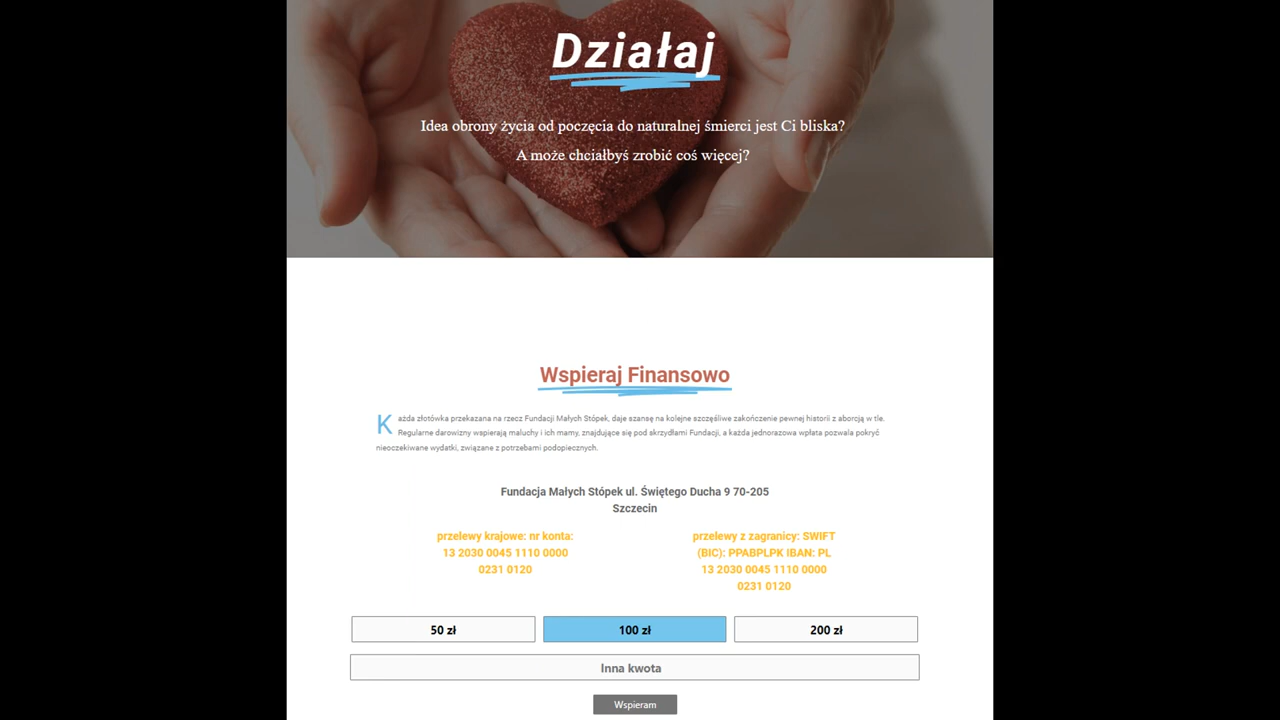 Działaj
Idea obrony życia od poczęcia do naturalnej śmierci jest Ci bliska?
A może chciałbyś zrobić coś więcej?
Wspieraj Finansowo
Każda złotówka przekazana na rzecz Fundacji Małych Stópek, daje szansę na kolejne szczęśliwe zakończenie pewnej historii z aborcją w tle.
Regularne darowizny wspierają maluchy i ich mamy, znajdujące się pod skrzydłami Fundacji, a każda jednorazowa wpłata pozwala pokryć
nieoczekiwane wydatki, związane z potrzebami podopiecznych.
Fundacja Małych Stópek ul. Świętego Ducha 9 70-205
Szczecin
przelewy krajowe: nr konta:
13 2030 0045 1110 0000
0231 0120
przelewy z zagranicy: SWIFT
(BIC): PPABPLPK IBAN: PL
13 2030 0045 1110 0000
0231 0120
50 zł
100 zł
200 zł
Inna kwota
Wspieram